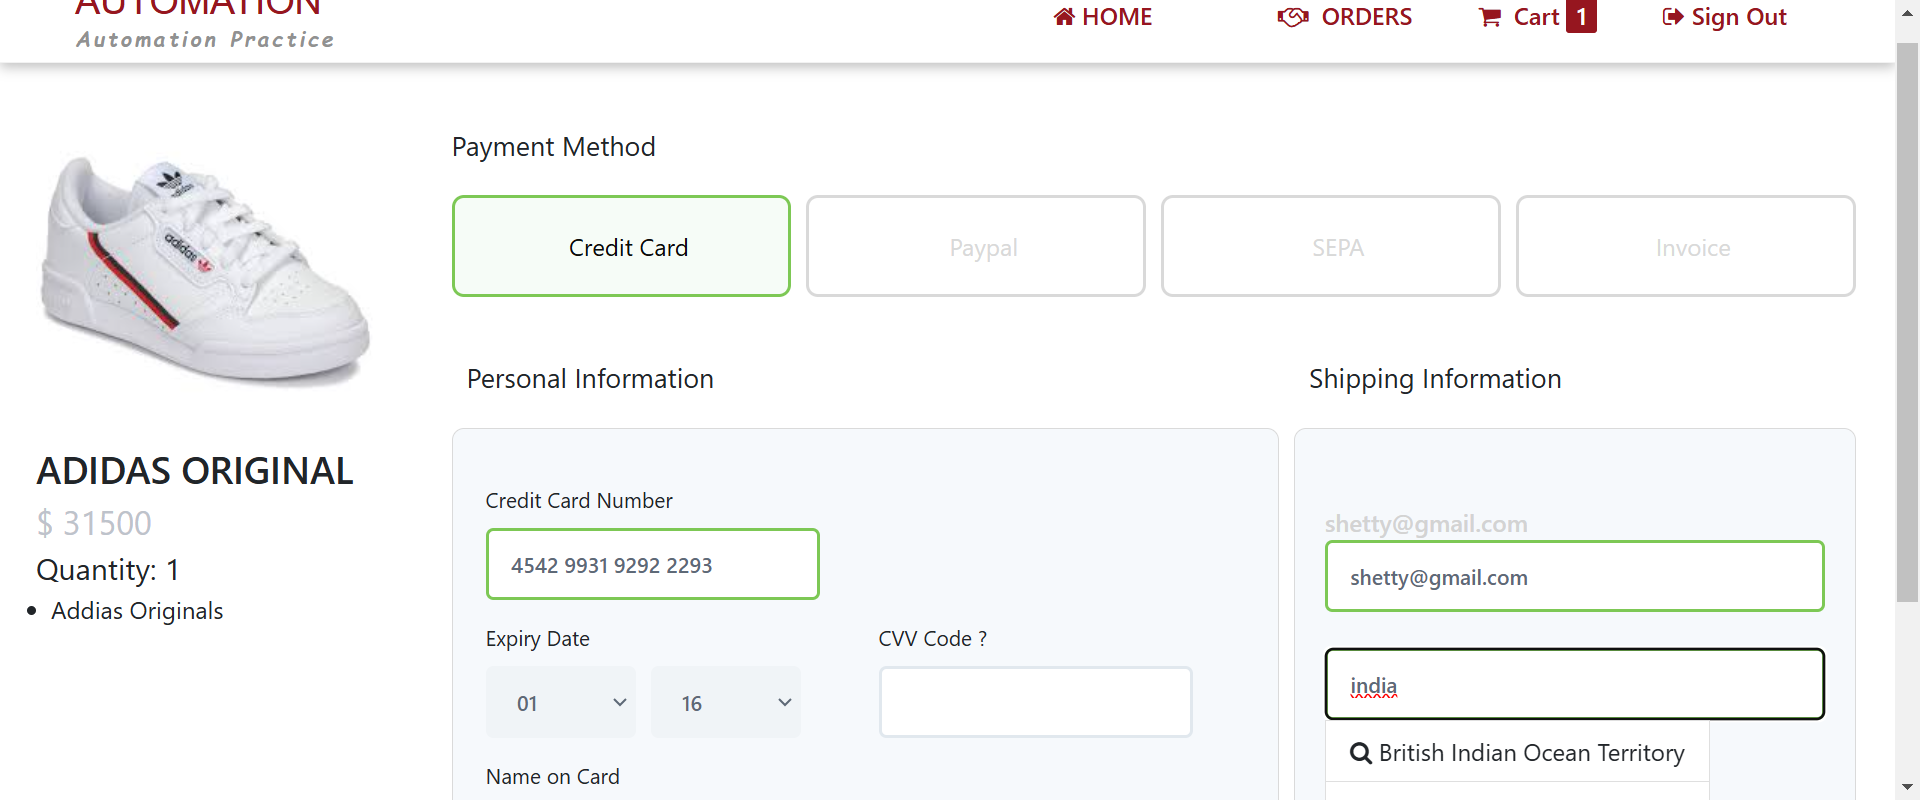 AUTOMATION
Automation Practice
HOME
ORDERS
Cart 1
Sign Out
adidas
adidas
Payment Method
Credit Card
Paypal
SEPA
Invoice
Personal Information
Shipping Information
ADIDAS ORIGINAL
$ 31500
Quantity: 1
Addias Originals
Credit Card Number
4542 9931 9292 2293
Expiry Date
CVV Code ?
01
16
Name on Card
shetty@gmail.com
shetty@gmail.com
india
British Indian Ocean Territory